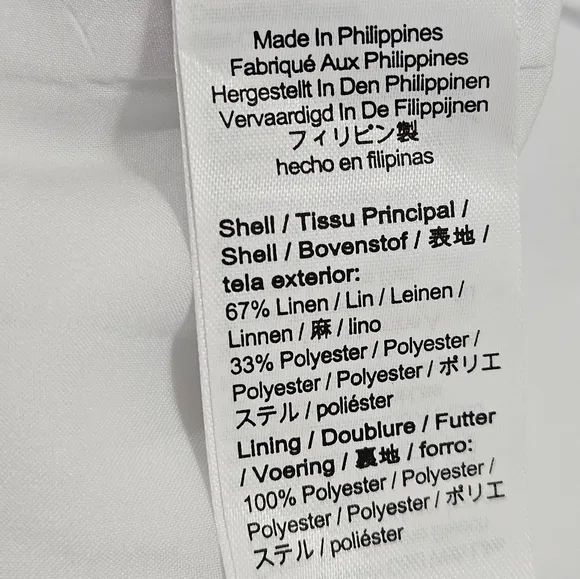 Made In Philippines
Fabriqué Aux Philippines
Hergestellt In Den Philippinen
Vervaardigd In De Filippijnen
フィリピン製
hecho en filipinas
Shell / Tissu Principal /
Shell / Bovenstof / 表地 /
tela exterior:
67% Linen / Lin / Leinen /
Linnen / 麻 / lino
33% Polyester / Polyester /
Polyester / Polyester / ポリエ
ステル / poliéster
Lining / Doublure / Futter
/ Voering / 裏地 / forro:
100% Polyester / Polyester /
Polyester / Polyester / ポリエ
ステル / poliéster